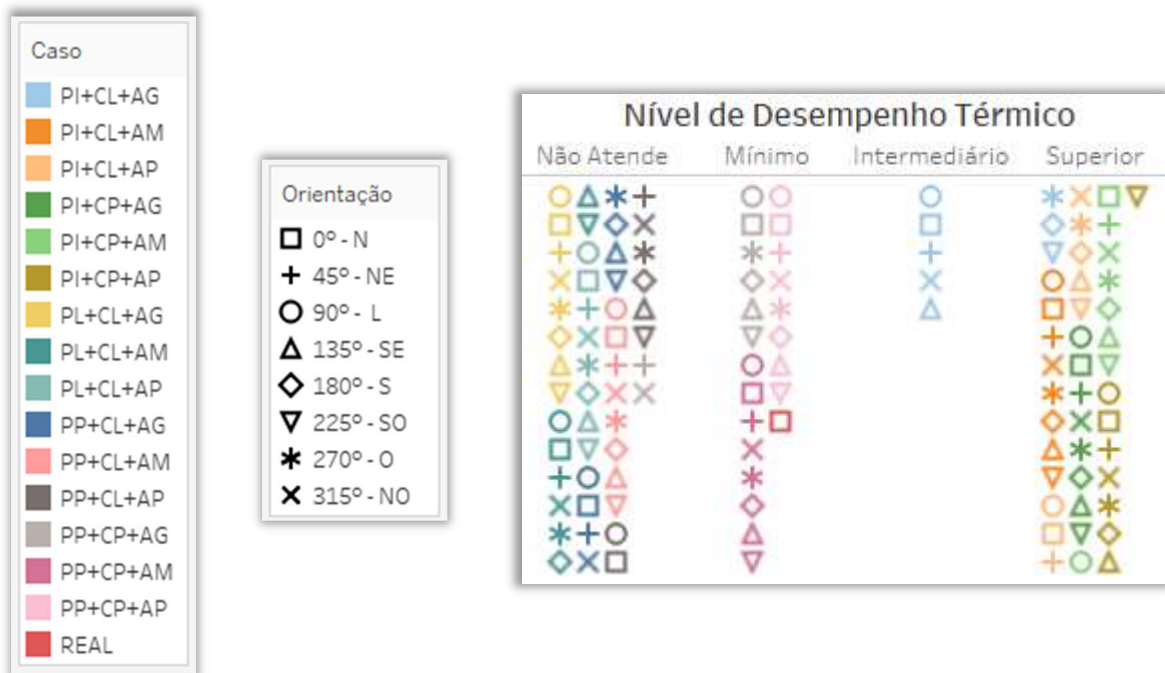 Caso
PI+CL+AG
PI+CL+AM
PI+CL+AP
PI+CP+AG
PI+CP+AM
PI+CP+AP
PL+CL+AG
PL+CL+AM
PL+CL+AP
PP+CL+AG
PP+CL+AM
PP+CL+AP
PP+CP+AG
PP+CP+AM
PP+CP+AP
REAL
Orientação
0º - N
45º - NE
90º - L
135º - SE
180º - S
225º - SO
270º - O
315º - NO
Nível de Desempenho Térmico
Não Atende Mínimo Intermediário Superior